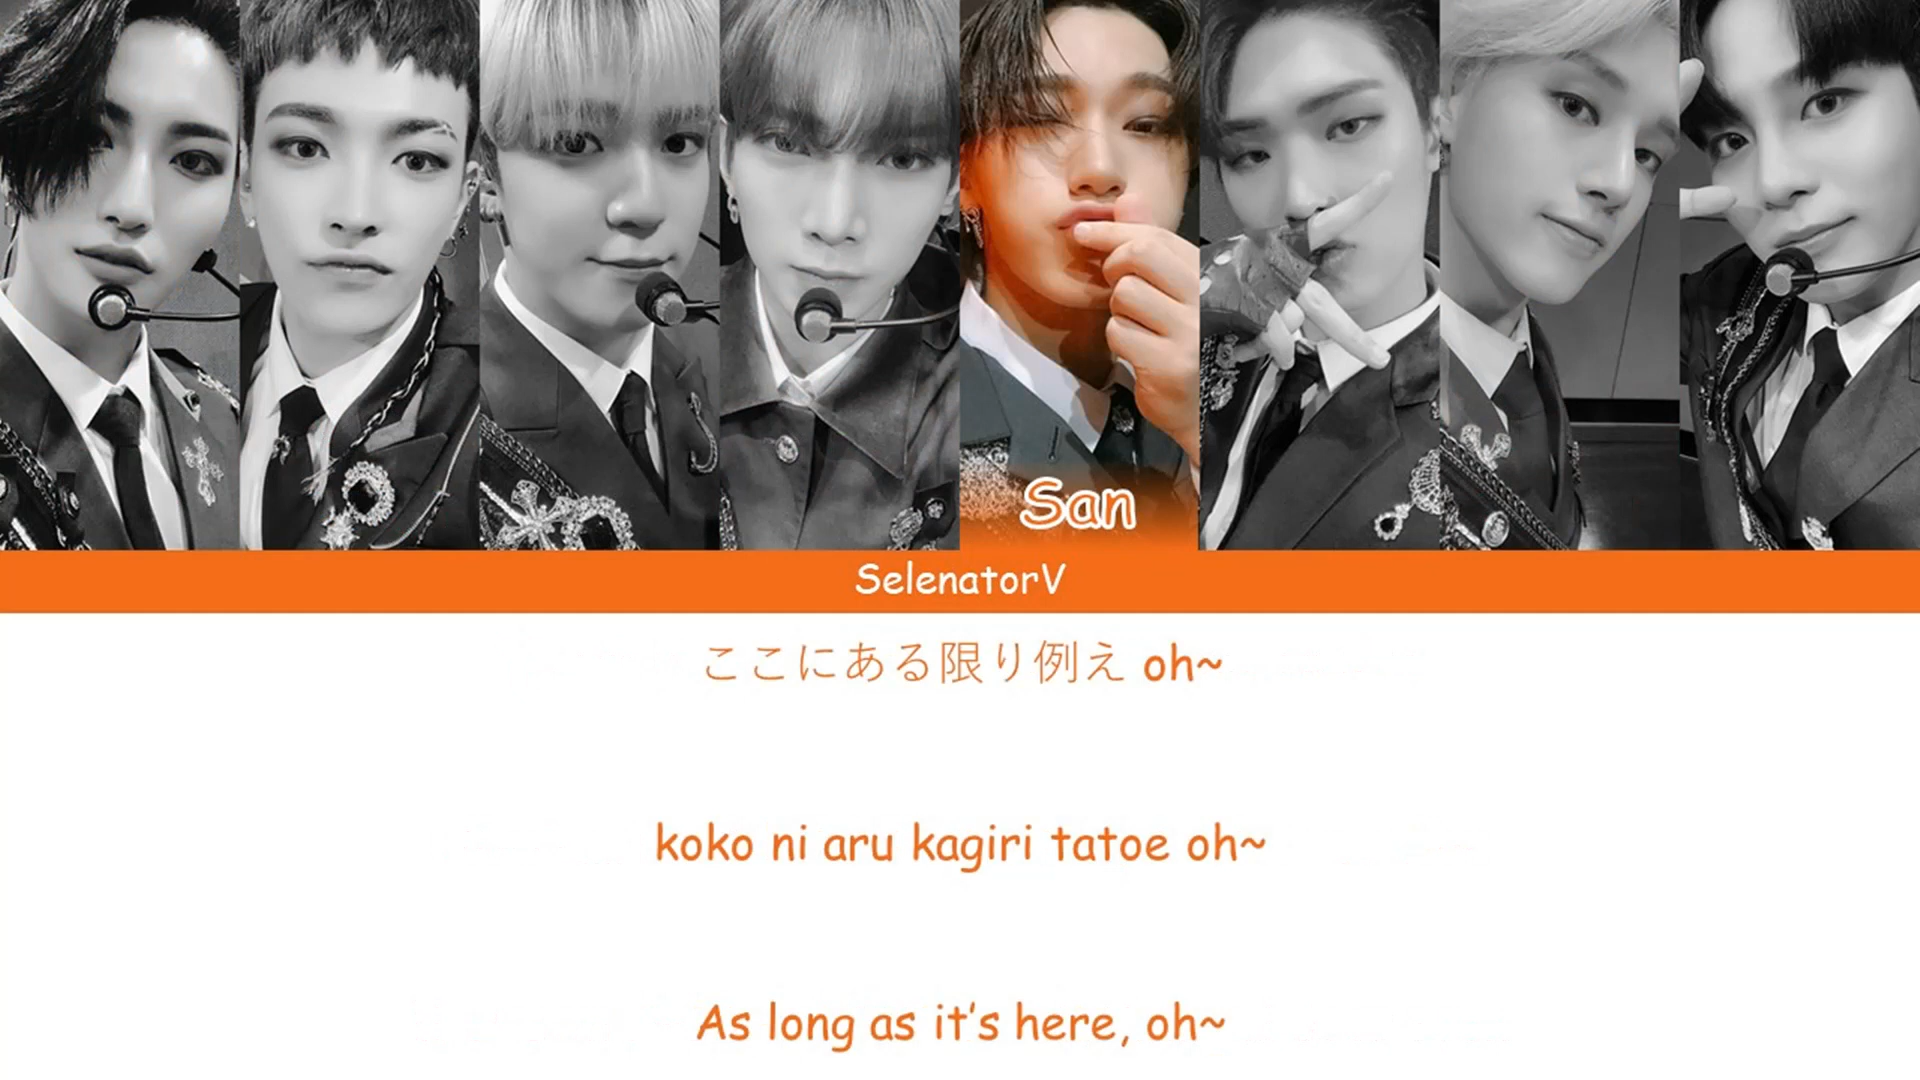 San
SelenatorV
ここにある限り例え oh~
koko ni aru kagiri tatoe oh~
As long as it's here, oh~